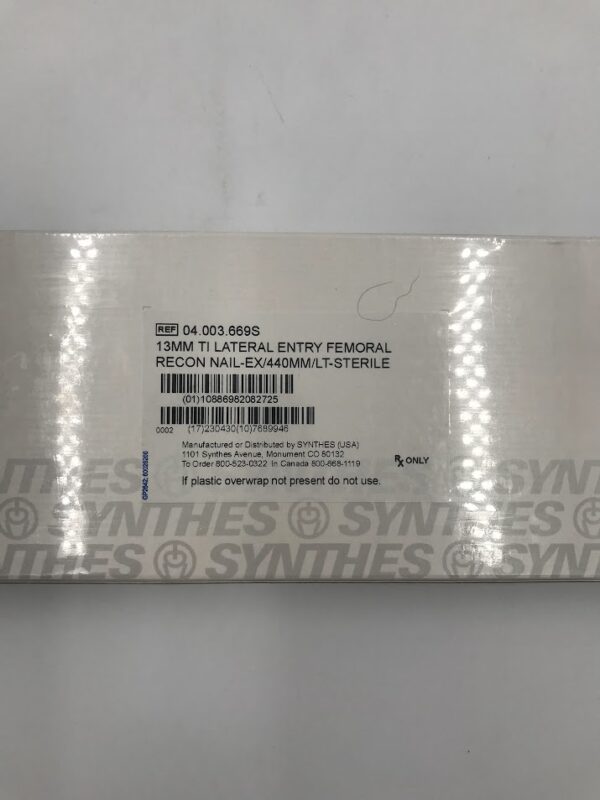 REF 04.003.669S
13MM TI LATERAL ENTRY FEMORAL
RECON NAIL-EX/440MM/LT-STERILE
(01)10886982082725
(17)230430(10)7689946
0002
Manufactured or Distributed by SYNTHES (USA)
1101 Synthes Avenue, Monument CO 80132
To Order 800-523-0322 In Canada 800-668-1119
Rx ONLY
If plastic overwrap not present do not use.
SYNTHES SYNTHES SYNTHES
SYNTHES SYNTHES SYN